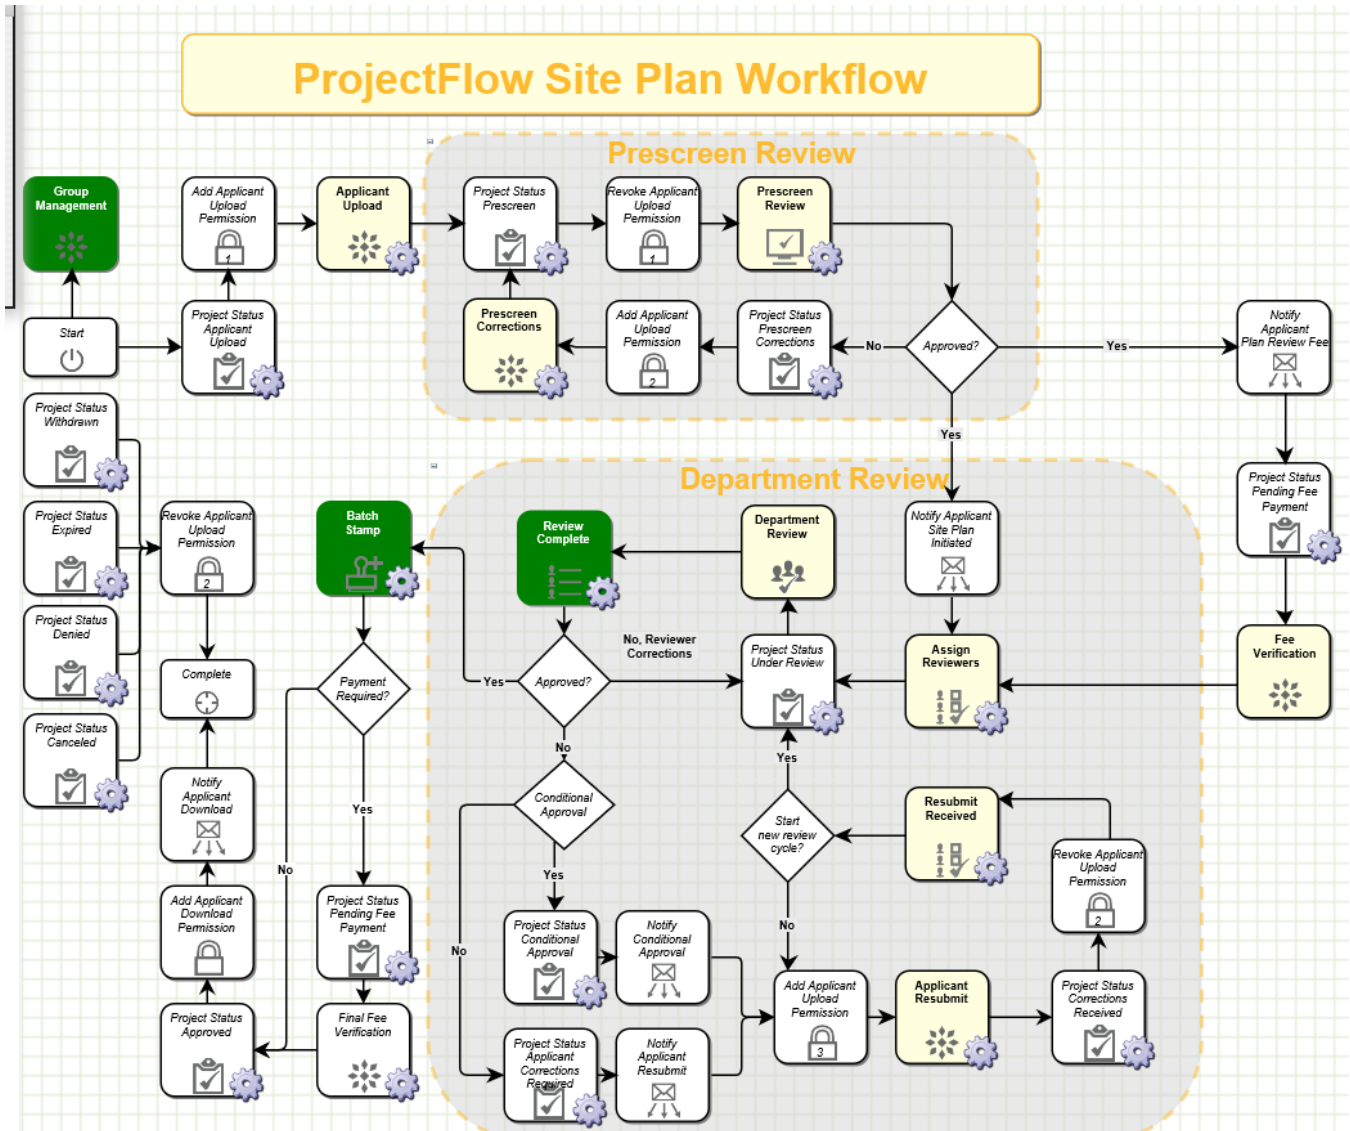 ProjectFlow Site Plan Workflow
Prescreen Review
Group
Management
Add Applicant
Upload
Permission
1
Applicant
Upload
Project Status
Prescreen
Revoke Applicant
Upload
Permission
1
Prescreen
Review
Start
Project Status
Applicant
Upload
Prescreen
Corrections
Add Applicant
Upload
Permission
2
Project Status
Prescreen
Corrections
No
Approved?
Yes
Notify
Applicant
Plan Review Fee
Yes
Project Status
Withdrawn
Department Review
Project Status
Pending Fee
Payment
Project Status
Expired
Revoke Applicant
Upload
Permission
2
Batch
Stamp
Review
Complete
Department
Review
Notify Applicant
Site Plan
Initiated
Project Status
Denied
Complete
Payment
Required?
Yes
Approved?
No, Reviewer
Corrections
Project Status
Under Review
Assign
Reviewers
Fee
Verification
Project Status
Canceled
No
Yes
Notify
Applicant
Download
Yes
Conditional
Approval
Start
new review
cycle?
Resubmit
Received
Revoke Applicant
Upload
Permission
2
No
Yes
Add Applicant
Download
Permission
Project Status
Pending Fee
Payment
No
Project Status
Conditional
Approval
Notify
Conditional
Approval
No
Add Applicant
Upload
Permission
3
Applicant
Resubmit
Project Status
Corrections
Received
Project Status
Approved
Final Fee
Verification
Project Status
Applicant
Corrections
Required
Notify
Applicant
Resubmit